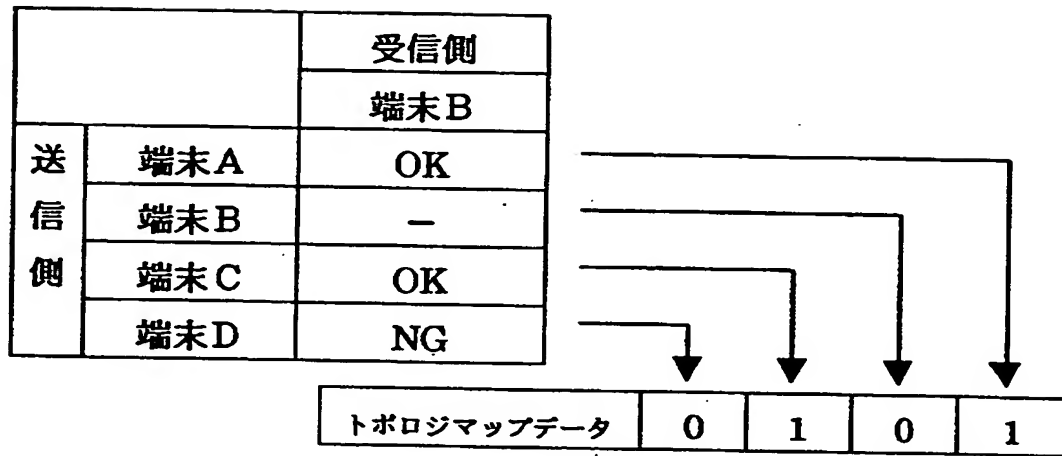 受信側
端末B
送信側
端末A OK
端末B −
端末C OK
端末D NG
トポロジマップデータ 0 1 0 1